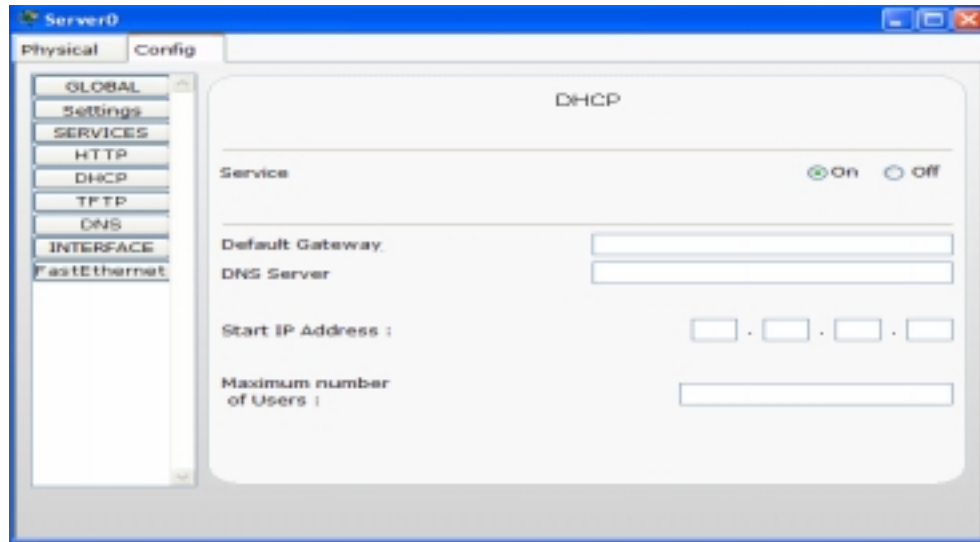 Server0
Physical Config
GLOBAL
Settings
SERVICES
HTTP
DHCP
TFTP
DNS
INTERFACE
FastEthernet
DHCP
Service On Off
Default Gateway
DNS Server
Start IP Address : . . .
Maximum number
of Users :